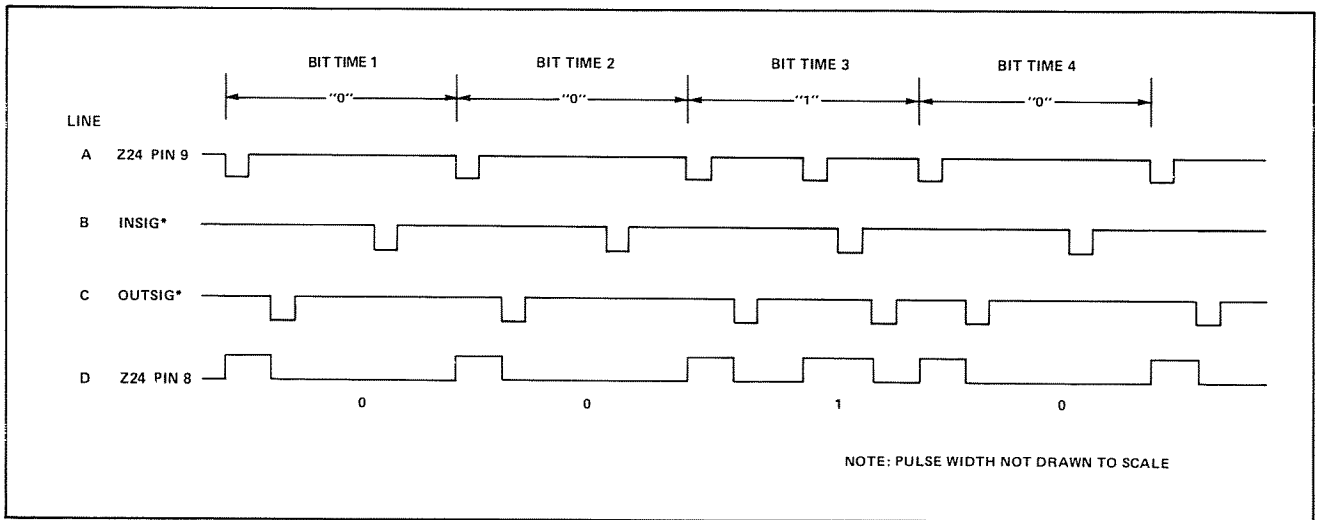 BIT TIME 1 BIT TIME 2 BIT TIME 3 BIT TIME 4
"0" "0" "1" "0"
LINE
A Z24 PIN 9
B INSIG*
C OUTSIG*
D Z24 PIN 8
0 0 1 0
NOTE: PULSE WIDTH NOT DRAWN TO SCALE